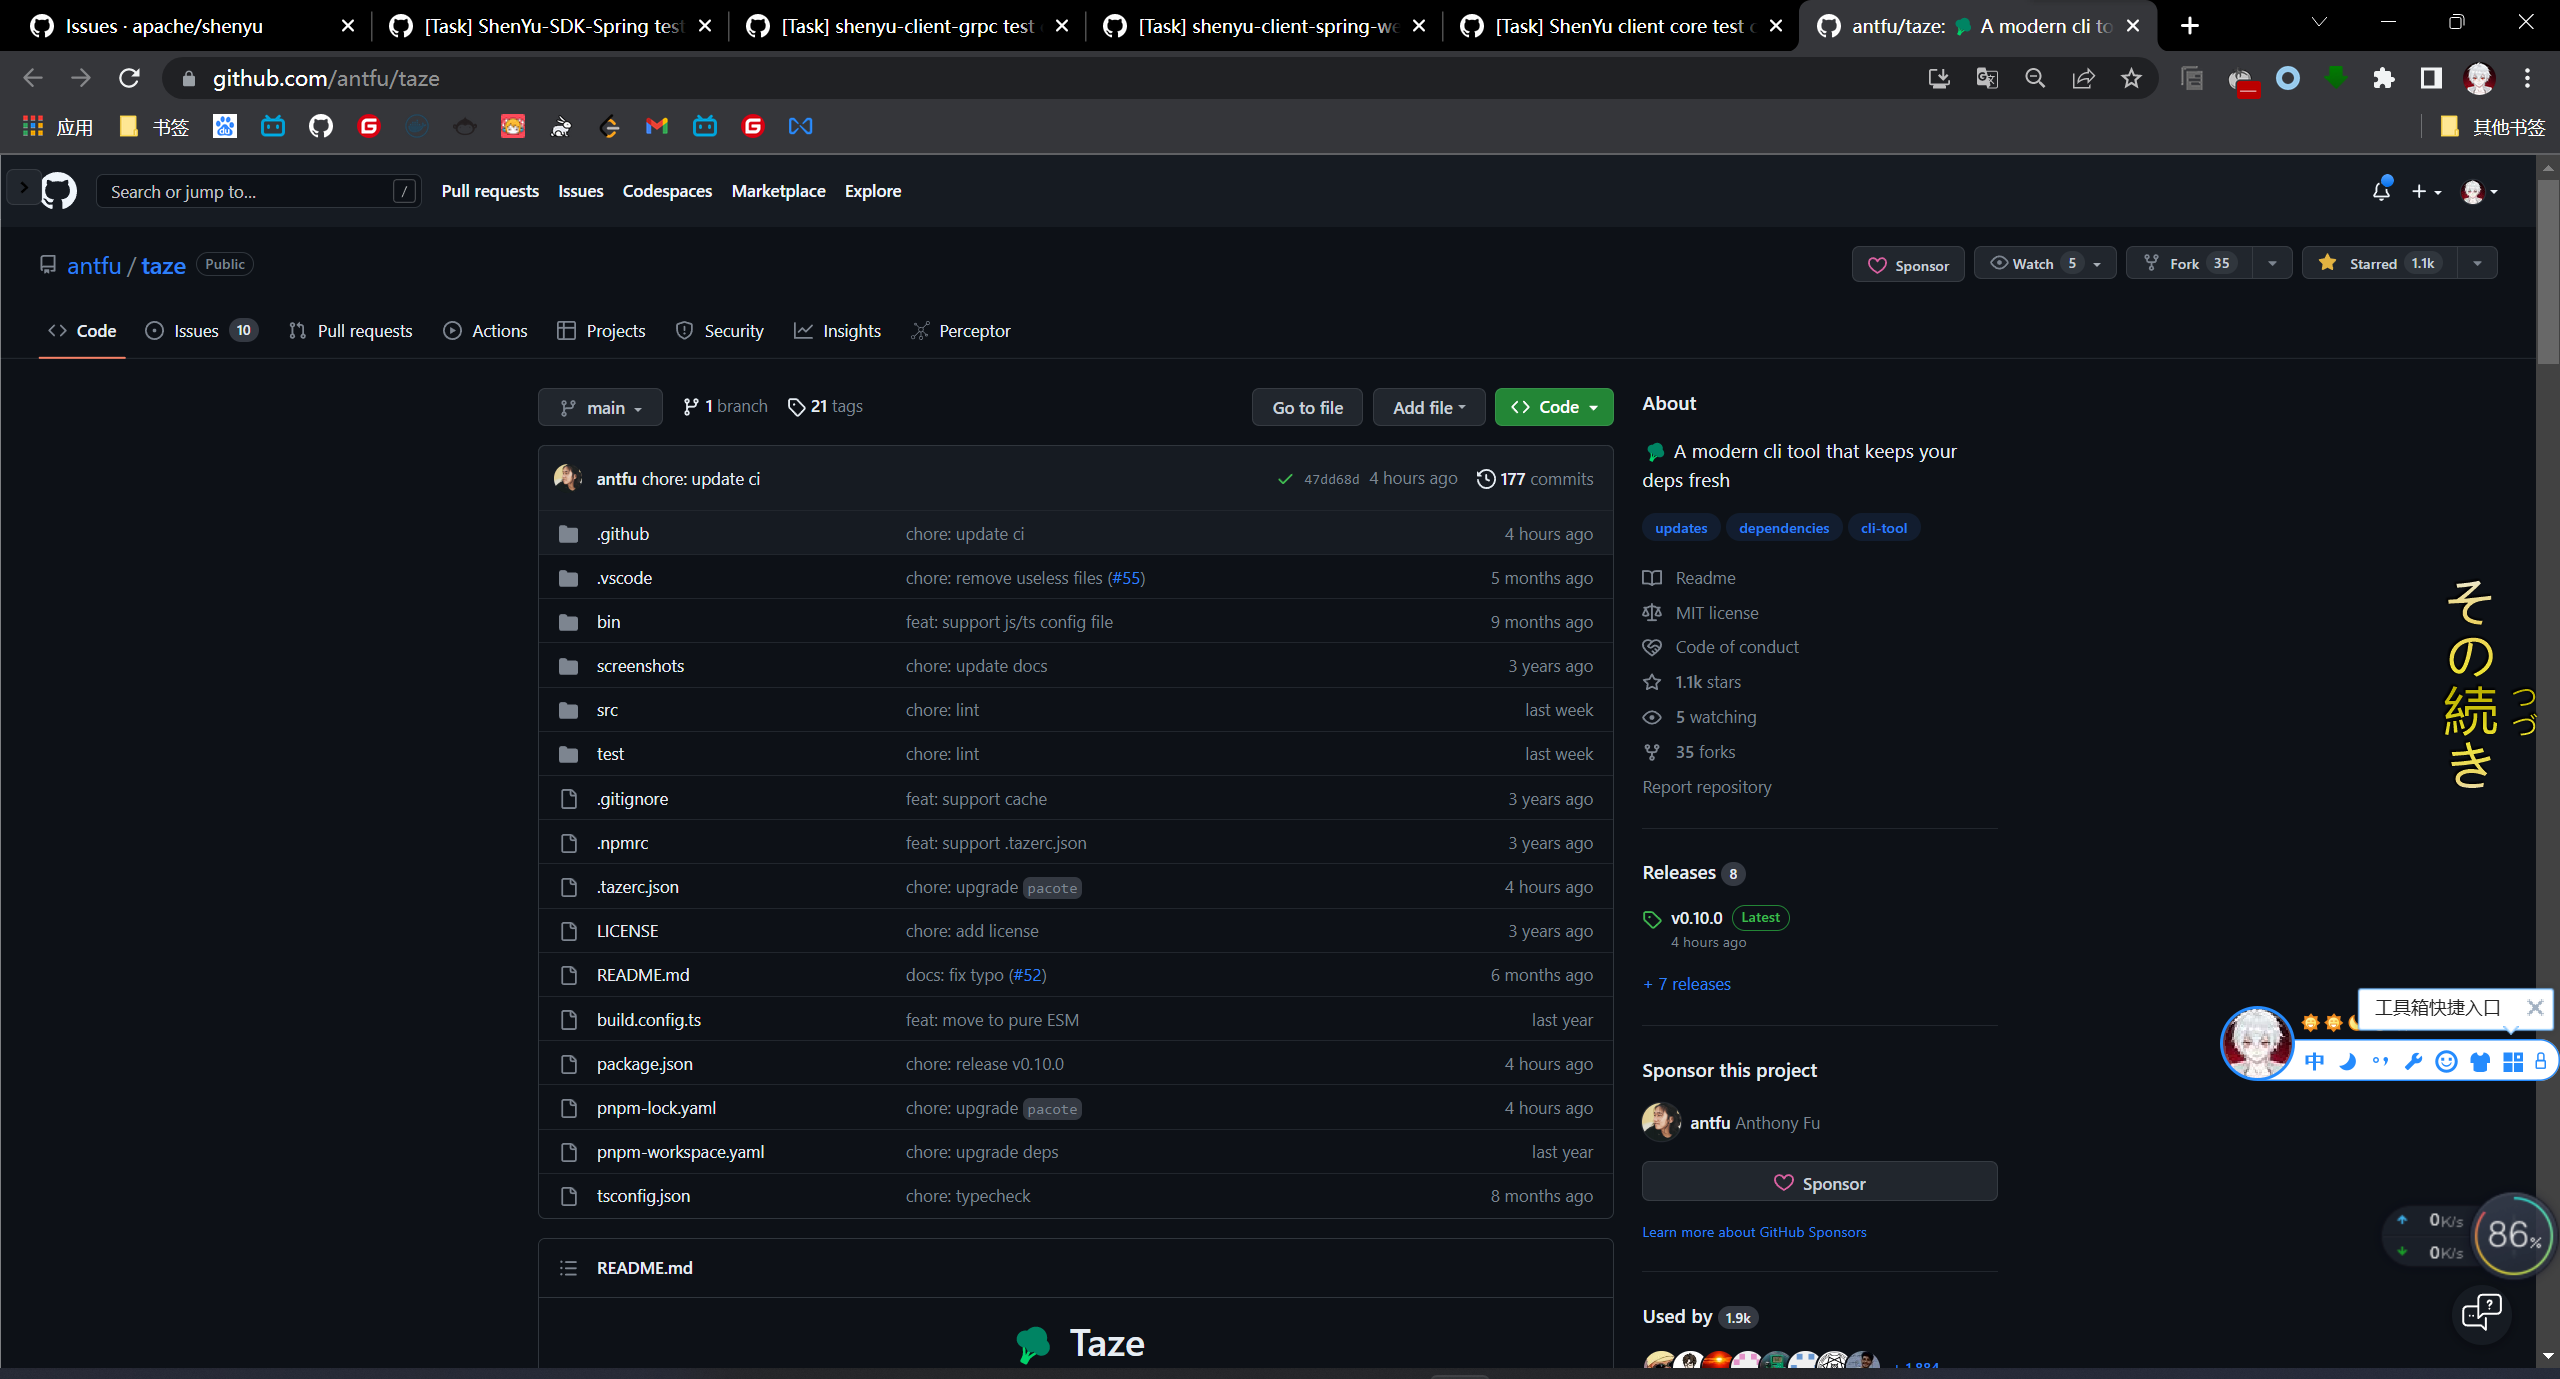 Issues · apache/shenyu
[Task] ShenYu-SDK-Spring test
[Task] shenyu-client-grpc test
[Task] shenyu-client-spring-we
[Task] ShenYu client core test c
antfu/taze: 🥦 A modern cli to
github.com/antfu/taze
应用
书签
其他书签
Search or jump to...
/
Pull requests
Issues
Codespaces
Marketplace
Explore
antfu / taze
Public
Sponsor
Watch 5
Fork 35
Starred 1.1k
Code
Issues 10
Pull requests
Actions
Projects
Security
Insights
Perceptor
main
1 branch
21 tags
Go to file
Add file
Code
antfu chore: update ci
47dd68d 4 hours ago
177 commits
.github chore: update ci 4 hours ago
.vscode chore: remove useless files (#55) 5 months ago
bin feat: support js/ts config file 9 months ago
screenshots chore: update docs 3 years ago
src chore: lint last week
test chore: lint last week
.gitignore feat: support cache 3 years ago
.npmrc feat: support .tazerc.json 3 years ago
.tazerc.json chore: upgrade pacote 4 hours ago
LICENSE chore: add license 3 years ago
README.md docs: fix typo (#52) 6 months ago
build.config.ts feat: move to pure ESM last year
package.json chore: release v0.10.0 4 hours ago
pnpm-lock.yaml chore: upgrade pacote 4 hours ago
pnpm-workspace.yaml chore: upgrade deps last year
tsconfig.json chore: typecheck 8 months ago
README.md
🥦 Taze
About
🥦 A modern cli tool that keeps your
deps fresh
updates
dependencies
cli-tool
Readme
MIT license
Code of conduct
1.1k stars
5 watching
35 forks
Report repository
Releases 8
v0.10.0 Latest
4 hours ago
+ 7 releases
Sponsor this project
antfu Anthony Fu
Sponsor
Learn more about GitHub Sponsors
Used by 1.9k
+ 1,884
その続き
つづ
工具箱快捷入口
中
0K/s
0K/s
86%